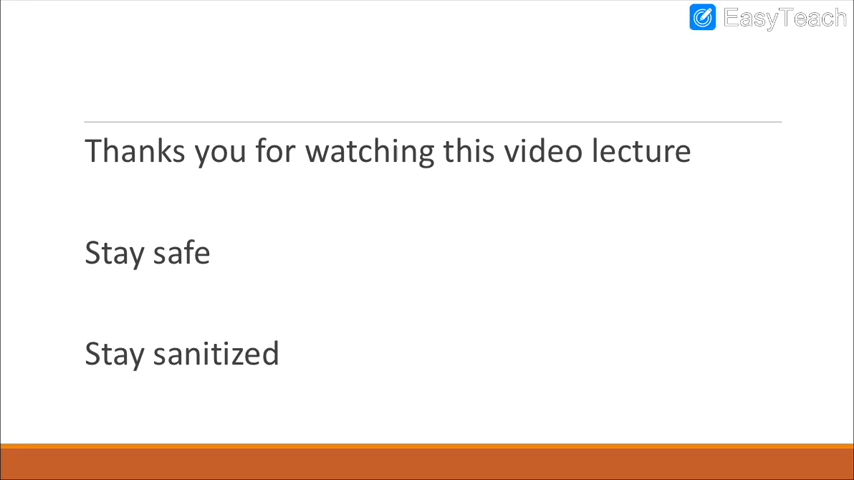 EasyTeach
Thanks you for watching this video lecture
Stay safe
Stay sanitized